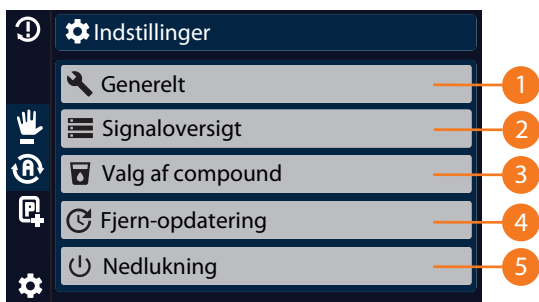 Indstillinger
Generelt
1
Signaloversigt
2
Valg af compound
3
Fjern-opdatering
4
Nedlukning
5
A
P